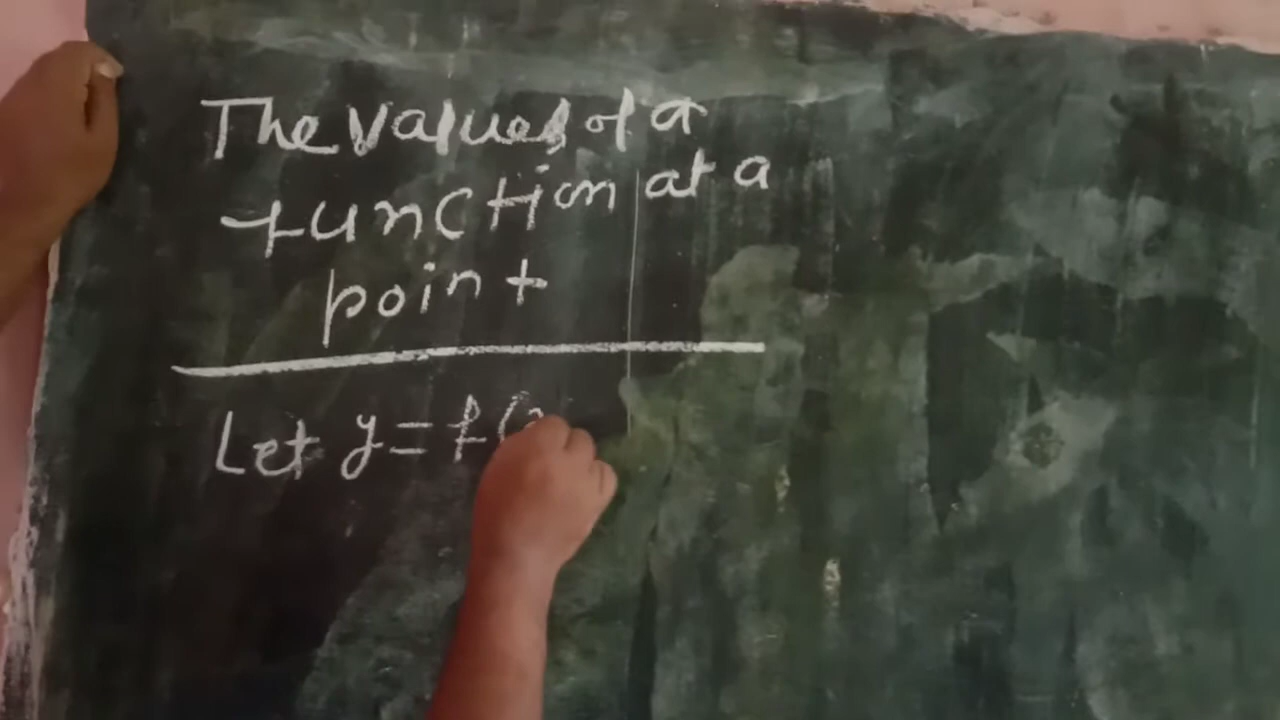 The values of a
function at a
point
Let y = f(